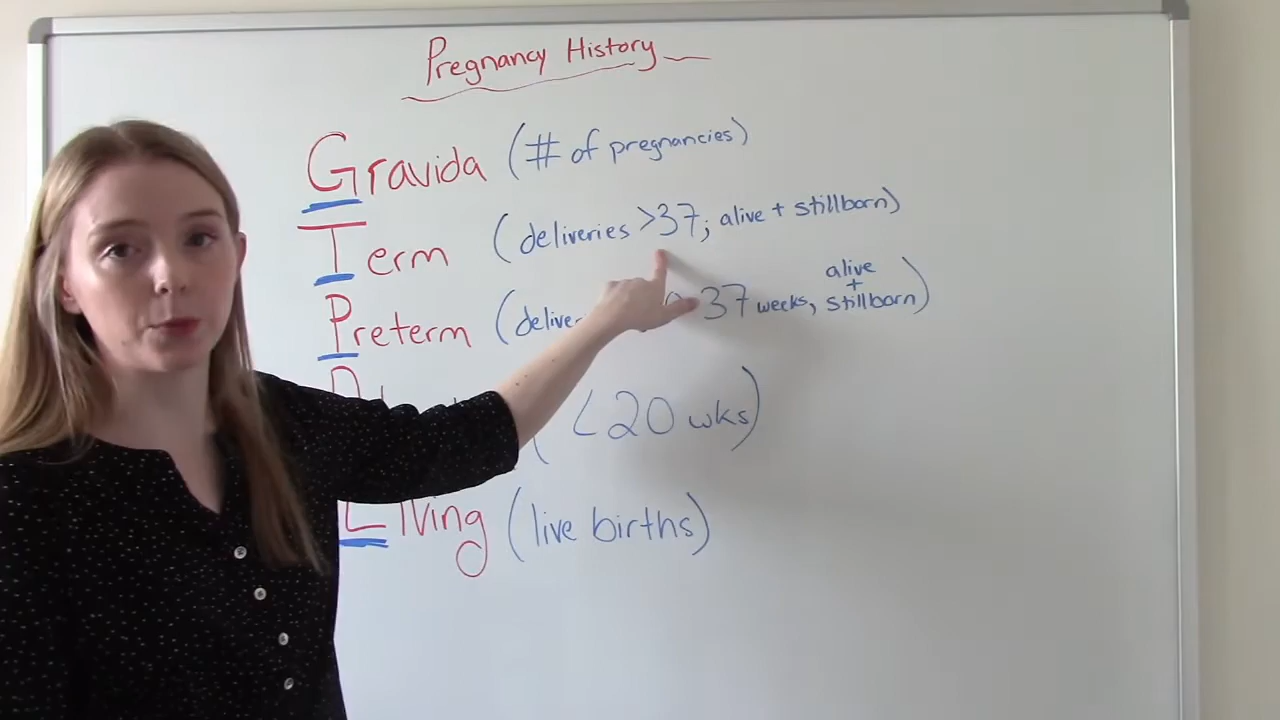 Pregnancy History
Gravida (# of pregnancies)
Term (deliveries >37; alive + stillborn)
Preterm ( 37 weeks, alive + stillborn)
(<20 wks)
Living (live births)